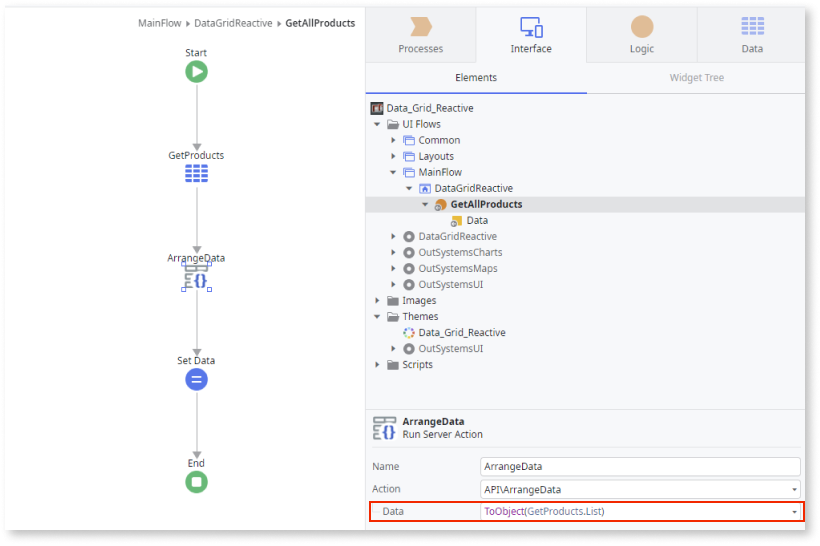 MainFlow ▸ DataGridReactive ▸ GetAllProducts
Start
GetProducts
ArrangeData
{}
Set Data
End
Processes
Interface
Logic
Data
Elements
Widget Tree
Data_Grid_Reactive
UI Flows
Common
Layouts
MainFlow
DataGridReactive
GetAllProducts
Data
DataGridReactive
OutSystemsCharts
OutSystemsMaps
OutSystemsUI
Images
Themes
Data_Grid_Reactive
OutSystemsUI
Scripts
{}
ArrangeData
Run Server Action
Name ArrangeData
Action API\ArrangeData
Data ToObject(GetProducts.List)